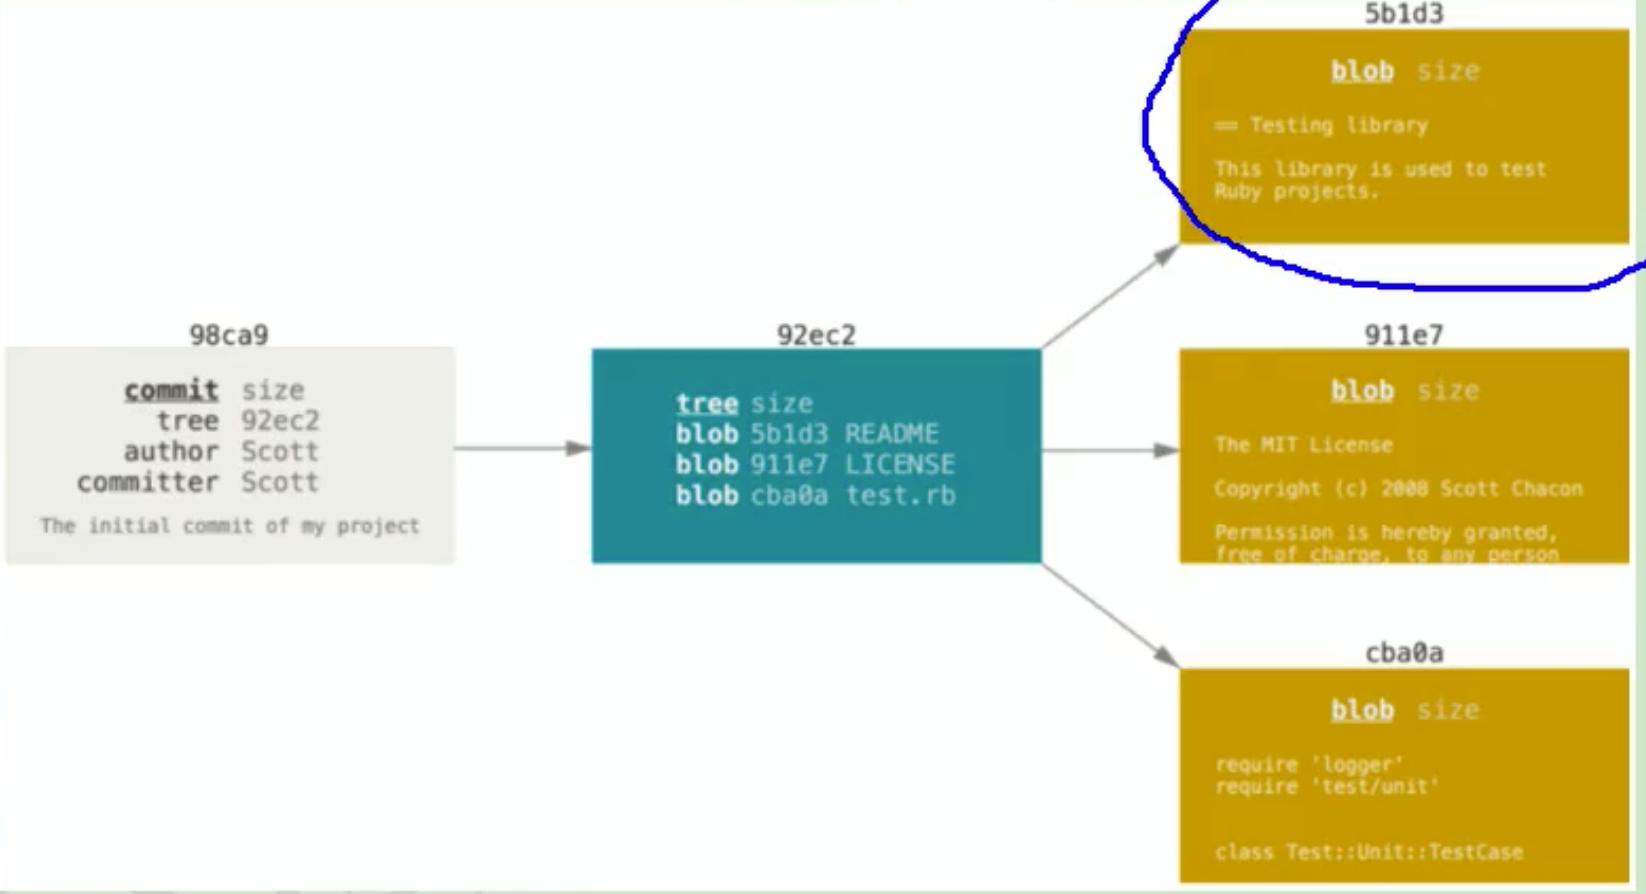 5b1d3
blob size
== Testing library
This library is used to test
Ruby projects.
98ca9
commit size
tree 92ec2
author Scott
committer Scott
The initial commit of my project
92ec2
tree size
blob 5b1d3 README
blob 911e7 LICENSE
blob cba0a test.rb
911e7
blob size
The MIT License
Copyright (c) 2008 Scott Chacon
Permission is hereby granted,
free of charge, to any person
cba0a
blob size
require 'logger'
require 'test/unit'
class Test::Unit::TestCase